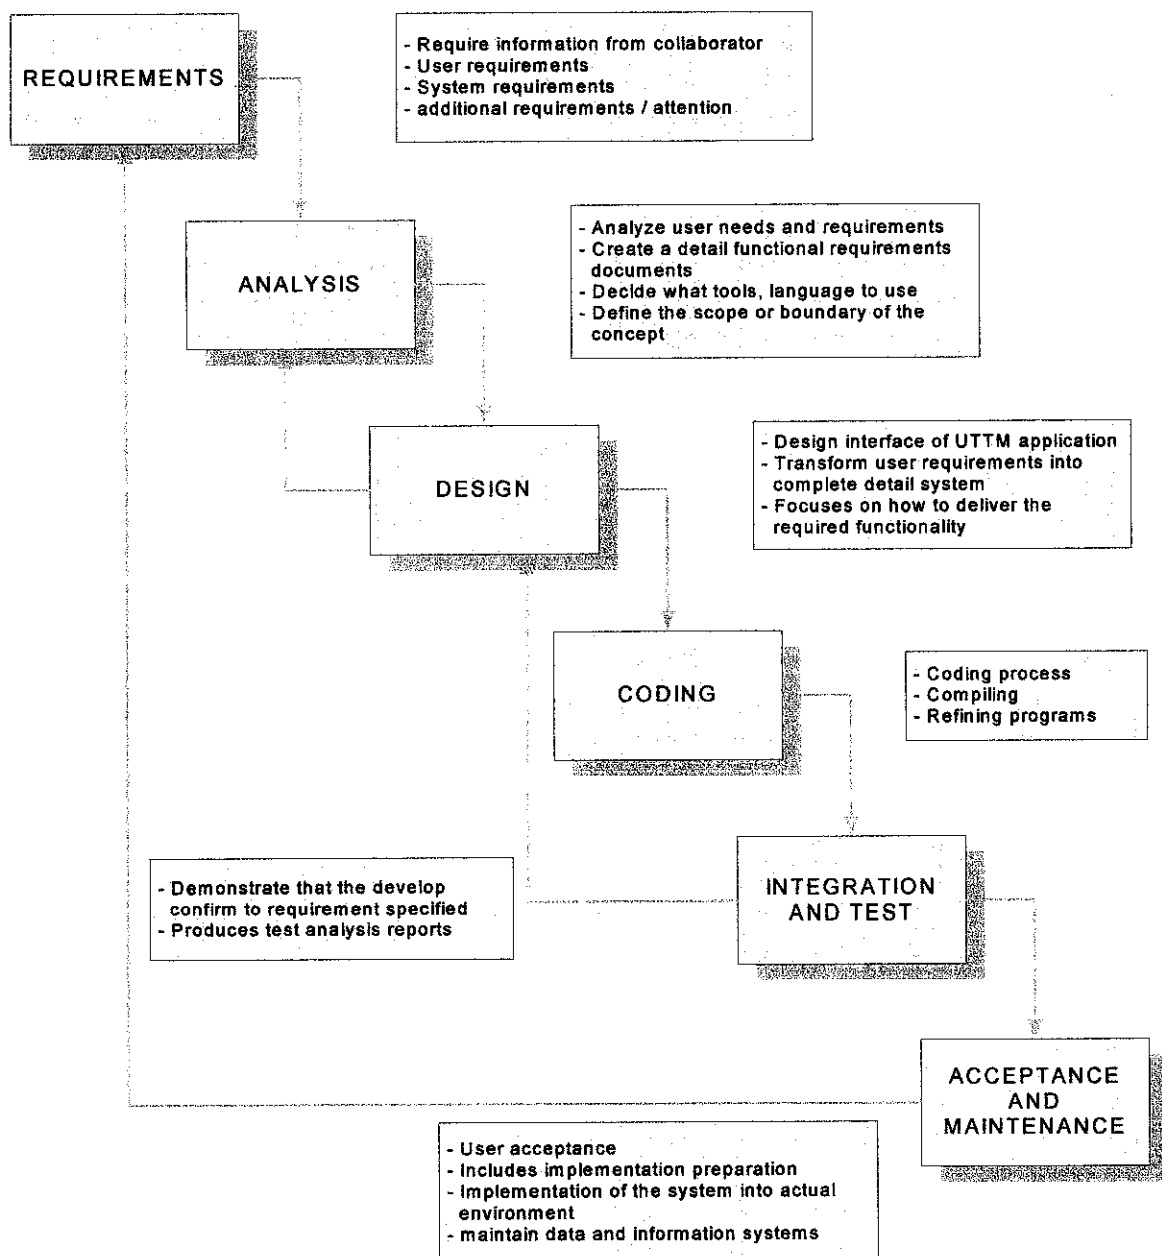 REQUIREMENTS
- Require information from collaborator
- User requirements
- System requirements
- additional requirements / attention
ANALYSIS
- Analyze user needs and requirements
- Create a detail functional requirements
documents
- Decide what tools, language to use
- Define the scope or boundary of the
concept
DESIGN
- Design interface of UTTM application
- Transform user requirements into
complete detail system
- Focuses on how to deliver the
required functionality
CODING
- Coding process
- Compiling
- Refining programs
INTEGRATION
AND TEST
- Demonstrate that the develop
confirm to requirement specified
- Produces test analysis reports
ACCEPTANCE
AND
MAINTENANCE
- User acceptance
- Includes implementation preparation
- Implementation of the system into actual
environment
- maintain data and information systems